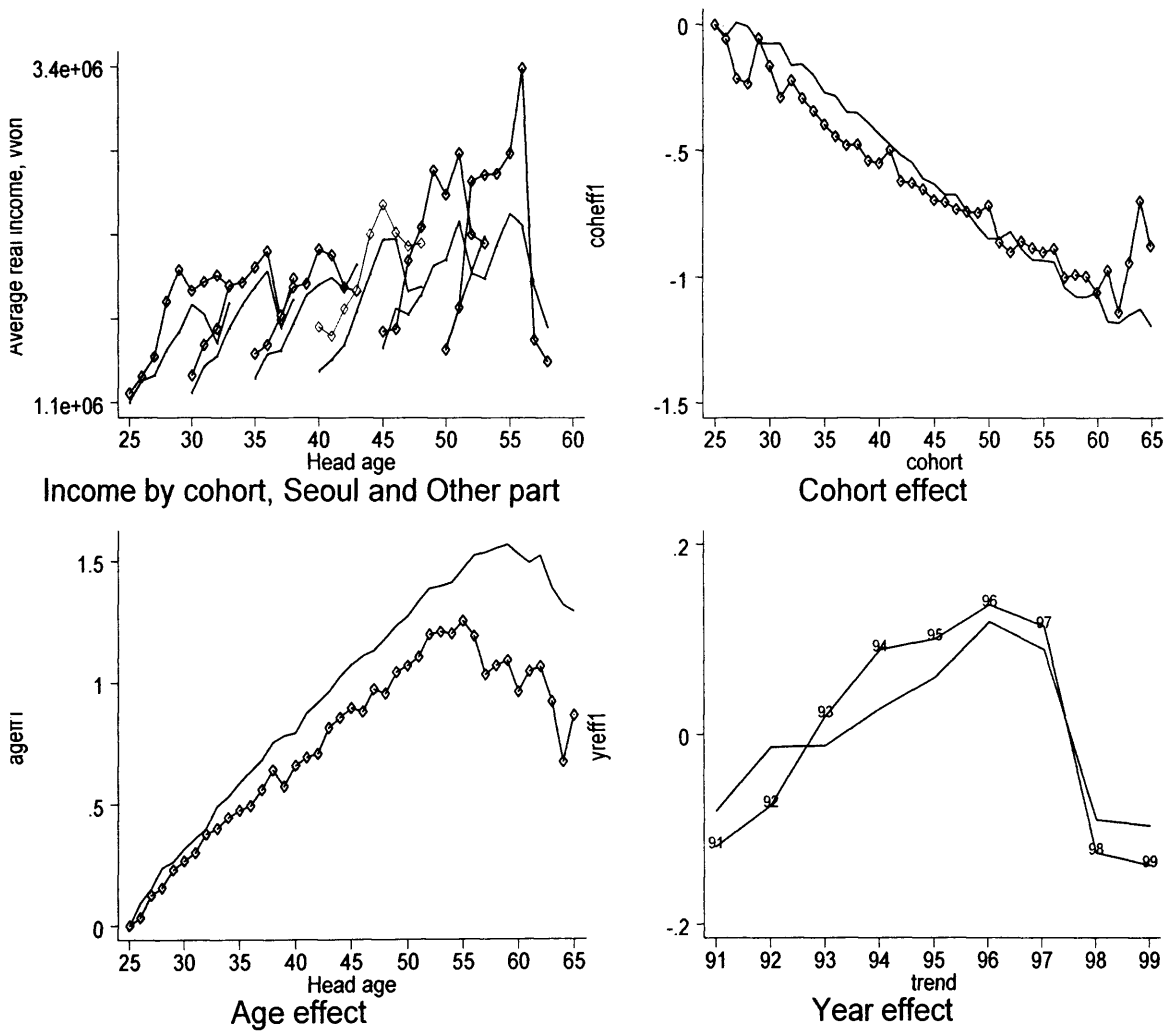 3.4e+06
Average real income, won
1.1e+06
25 30 35 40 45 50 55 60
Head age
Income by cohort, Seoul and Other part
0
-.5
-1
-1.5
coheff1
25 30 35 40 45 50 55 60 65
cohort
Cohort effect
1.5
1
.5
0
25 30 35 40 45 50 55 60 65
Head age
Age effect
.2
0
-.2
yreff1
91 92 93 94 95 96 97 98 99
91 92 93 94 95 96 97 98 99
trend
Year effect